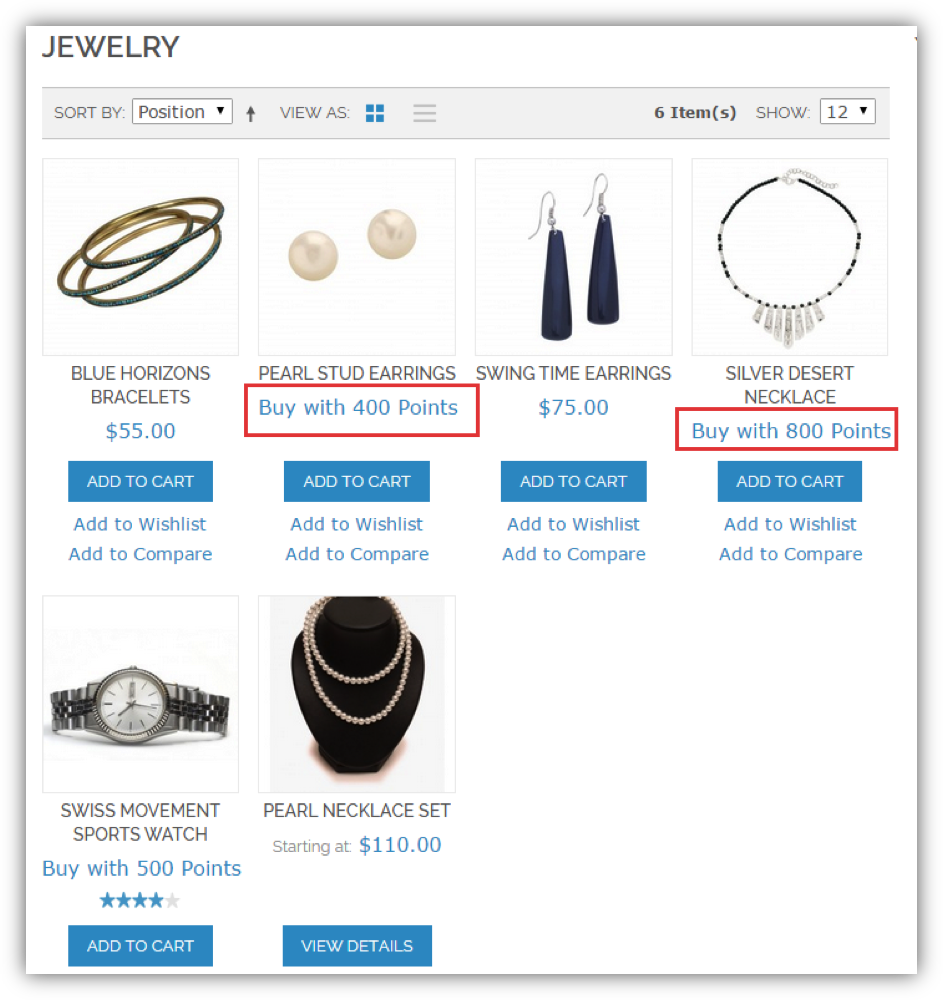 JEWELRY
SORT BY: Position VIEW AS: 6 Item(s) SHOW: 12
BLUE HORIZONS
BRACELETS
$55.00
ADD TO CART
Add to Wishlist
Add to Compare
PEARL STUD EARRINGS
Buy with 400 Points
ADD TO CART
Add to Wishlist
Add to Compare
SWING TIME EARRINGS
$75.00
ADD TO CART
Add to Wishlist
Add to Compare
SILVER DESERT
NECKLACE
Buy with 800 Points
ADD TO CART
Add to Wishlist
Add to Compare
SWISS MOVEMENT
SPORTS WATCH
Buy with 500 Points
ADD TO CART
PEARL NECKLACE SET
Starting at: $110.00
VIEW DETAILS